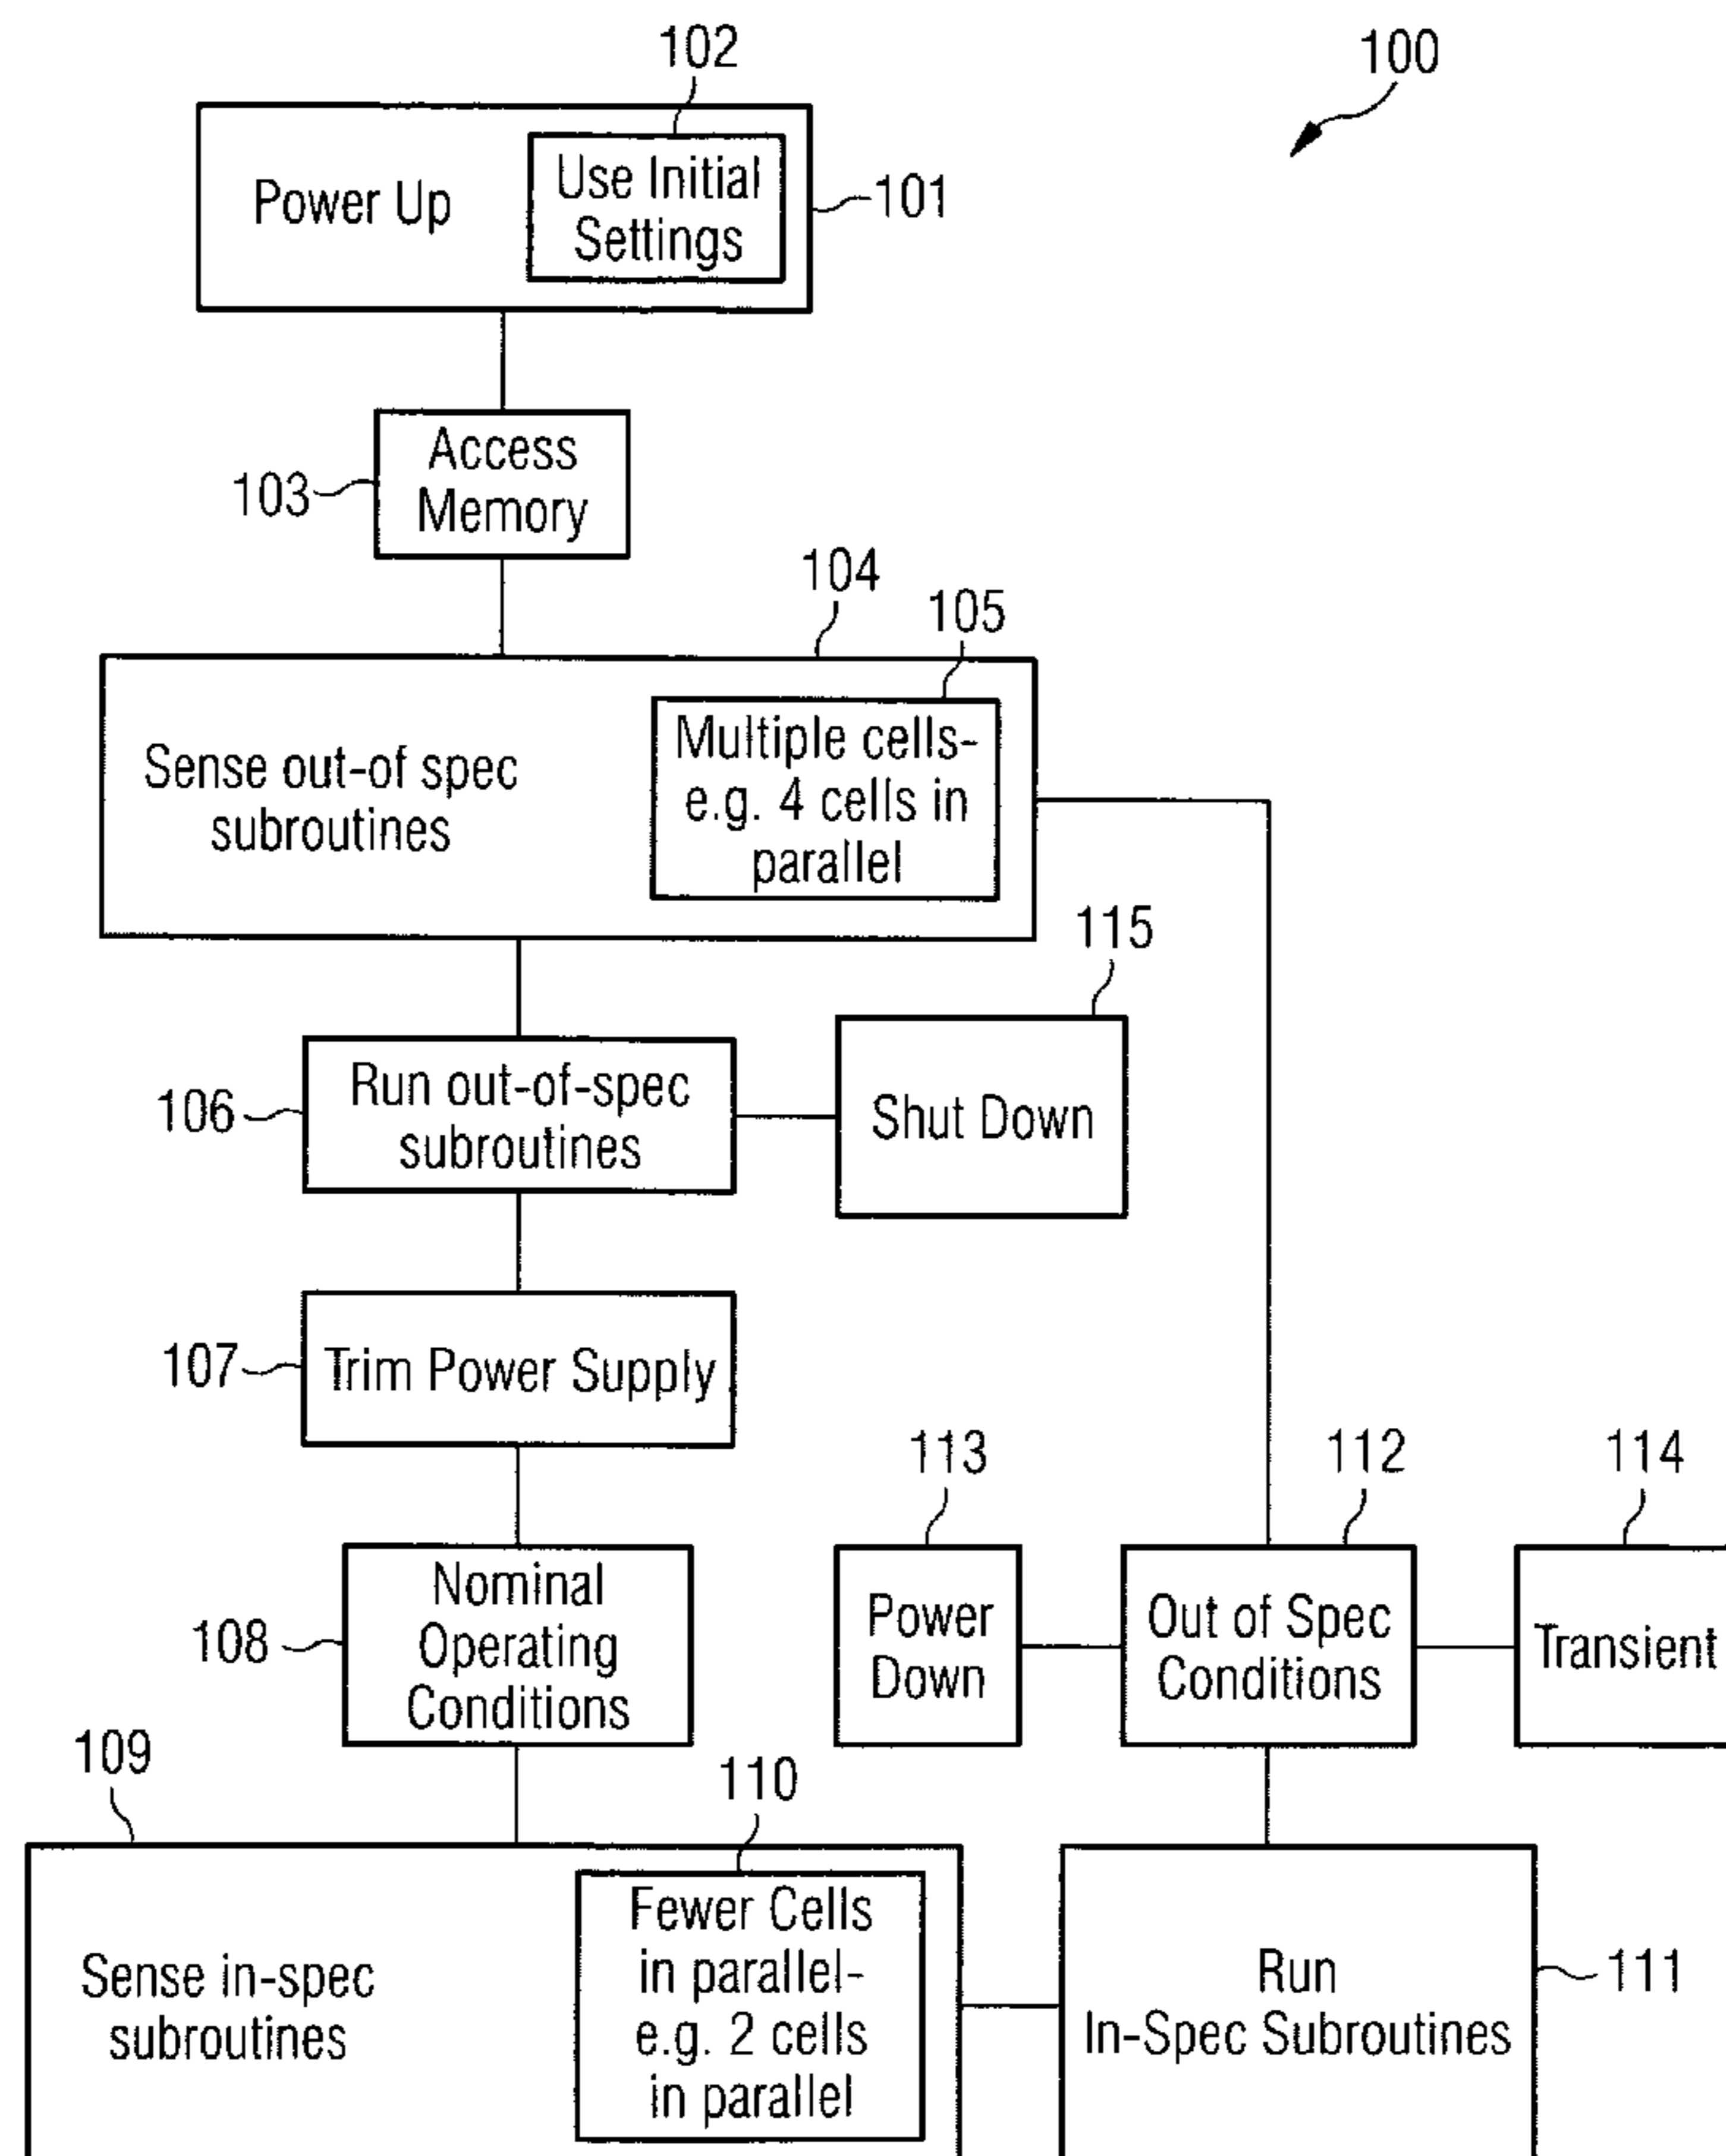 102
100
Power Up
Use Initial
Settings
101
103
Access
Memory
104
105
Sense out-of spec
subroutines
Multiple cells-
e.g. 4 cells in
parallel
115
106
Run out-of-spec
subroutines
Shut Down
107
Trim Power Supply
113
112
114
108
Nominal
Operating
Conditions
Power
Down
Out of Spec
Conditions
Transient
109
110
Sense in-spec
subroutines
Fewer Cells
in parallel-
e.g. 2 cells
in parallel
Run
In-Spec Subroutines
111